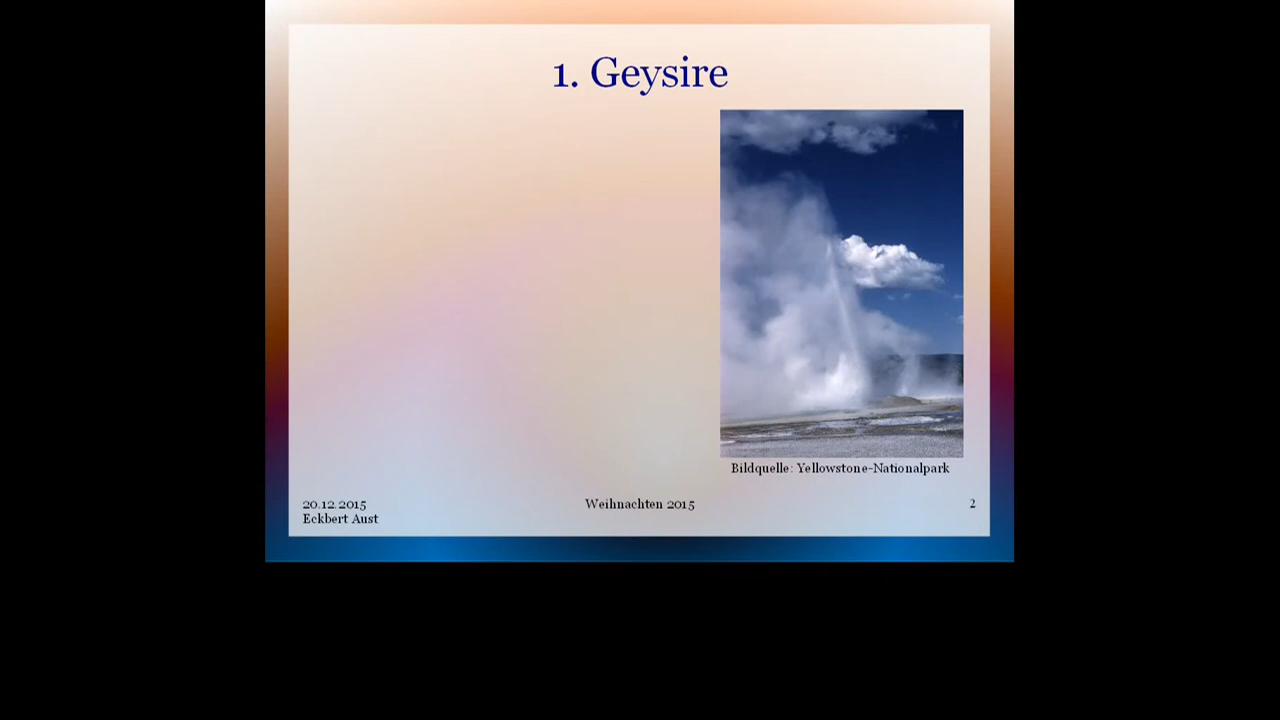 1. Geysire
Bildquelle: Yellowstone-Nationalpark
20.12.2015
Eckbert Aust
Weihnachten 2015
2